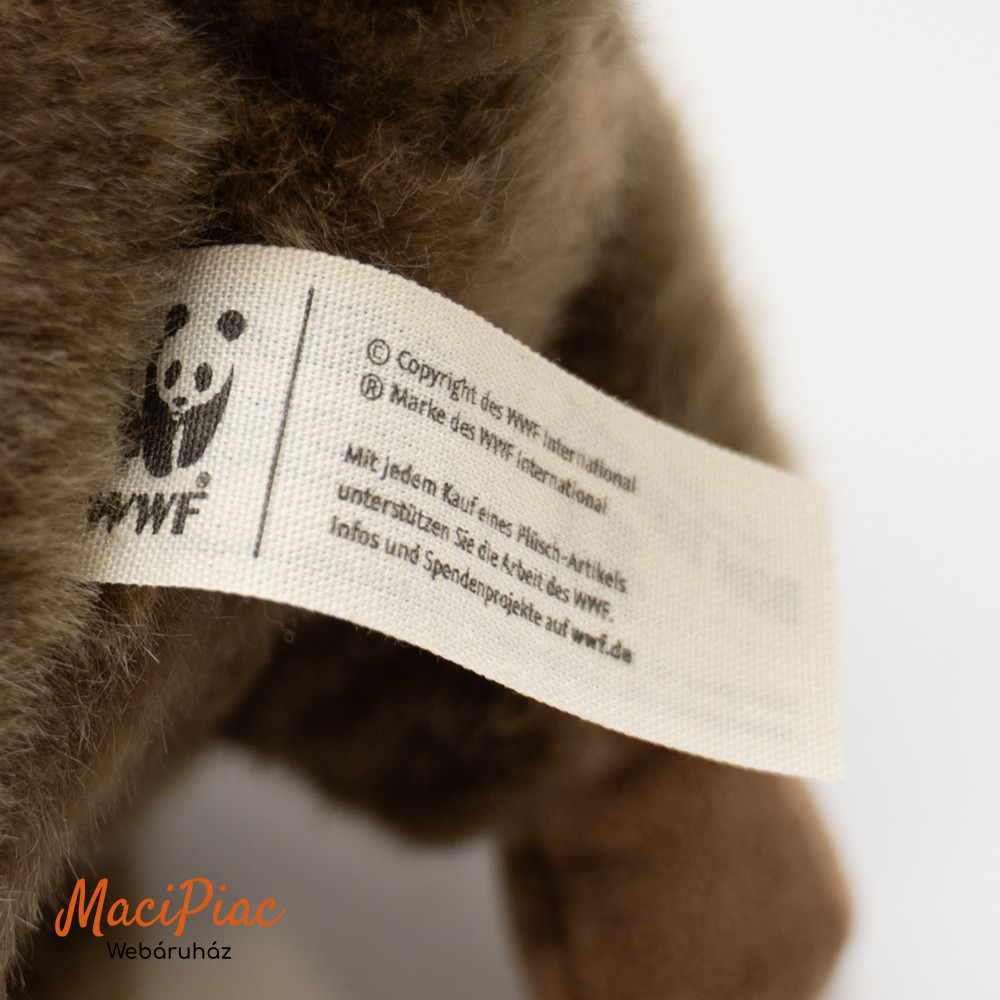 © Copyright des WWF International
® Marke des WWF International
Mit jedem Kauf eines Plüsch-Artikels
unterstützen Sie die Arbeit des WWF.
Infos und Spendenprojekte auf wwf.de
WWF®
MaciPiac
Webáruház